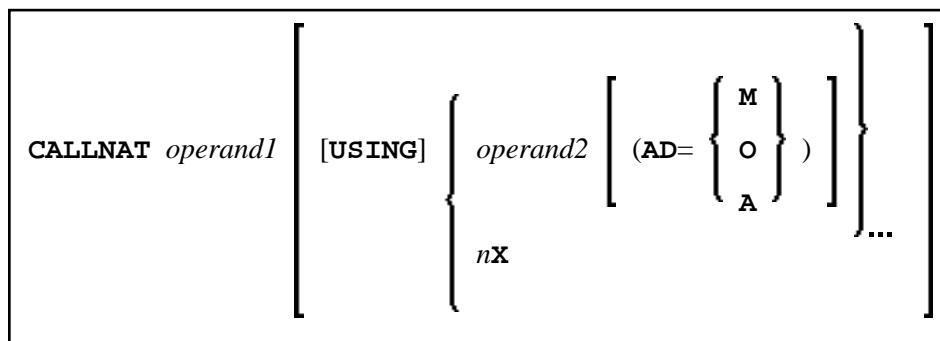 M
CALLNAT operand1 [USING] operand2 (AD= O )
A
nX ...